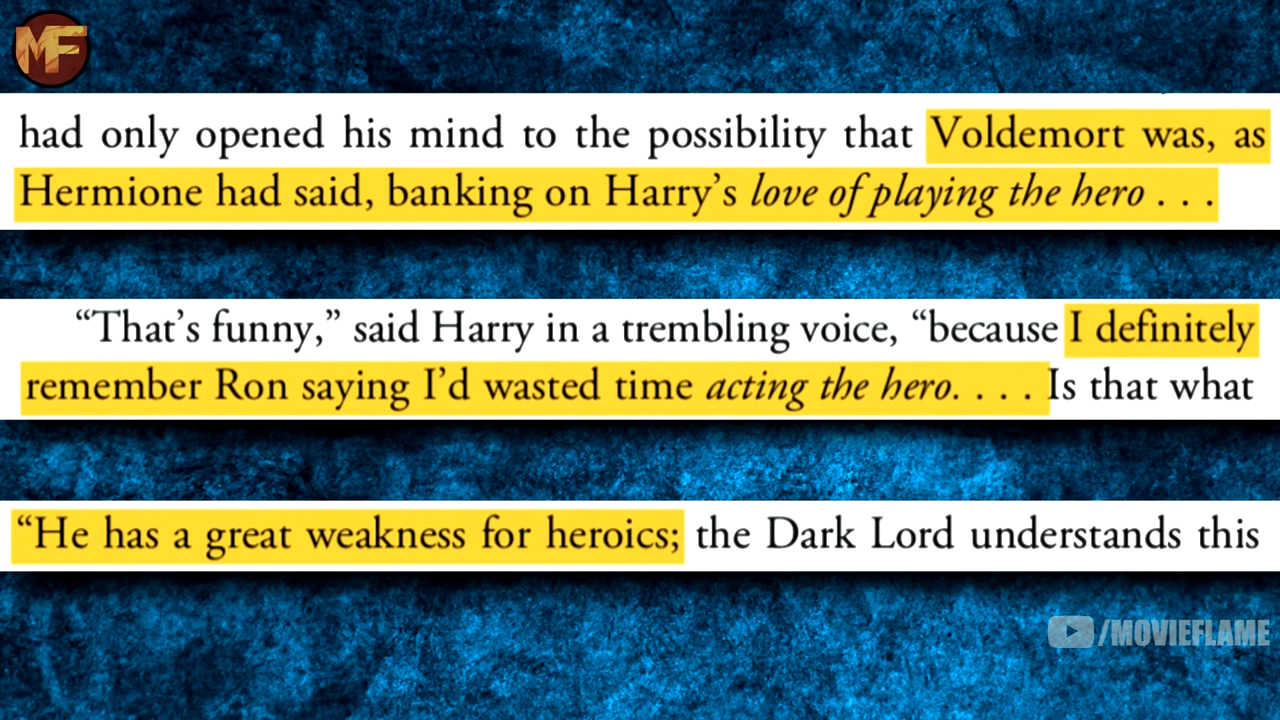 MF
had only opened his mind to the possibility that Voldemort was, as
Hermione had said, banking on Harry’s love of playing the hero . . .
“That’s funny,” said Harry in a trembling voice, “because I definitely
remember Ron saying I’d wasted time acting the hero. . . . Is that what
“He has a great weakness for heroics; the Dark Lord understands this
/MOVIEFLAME